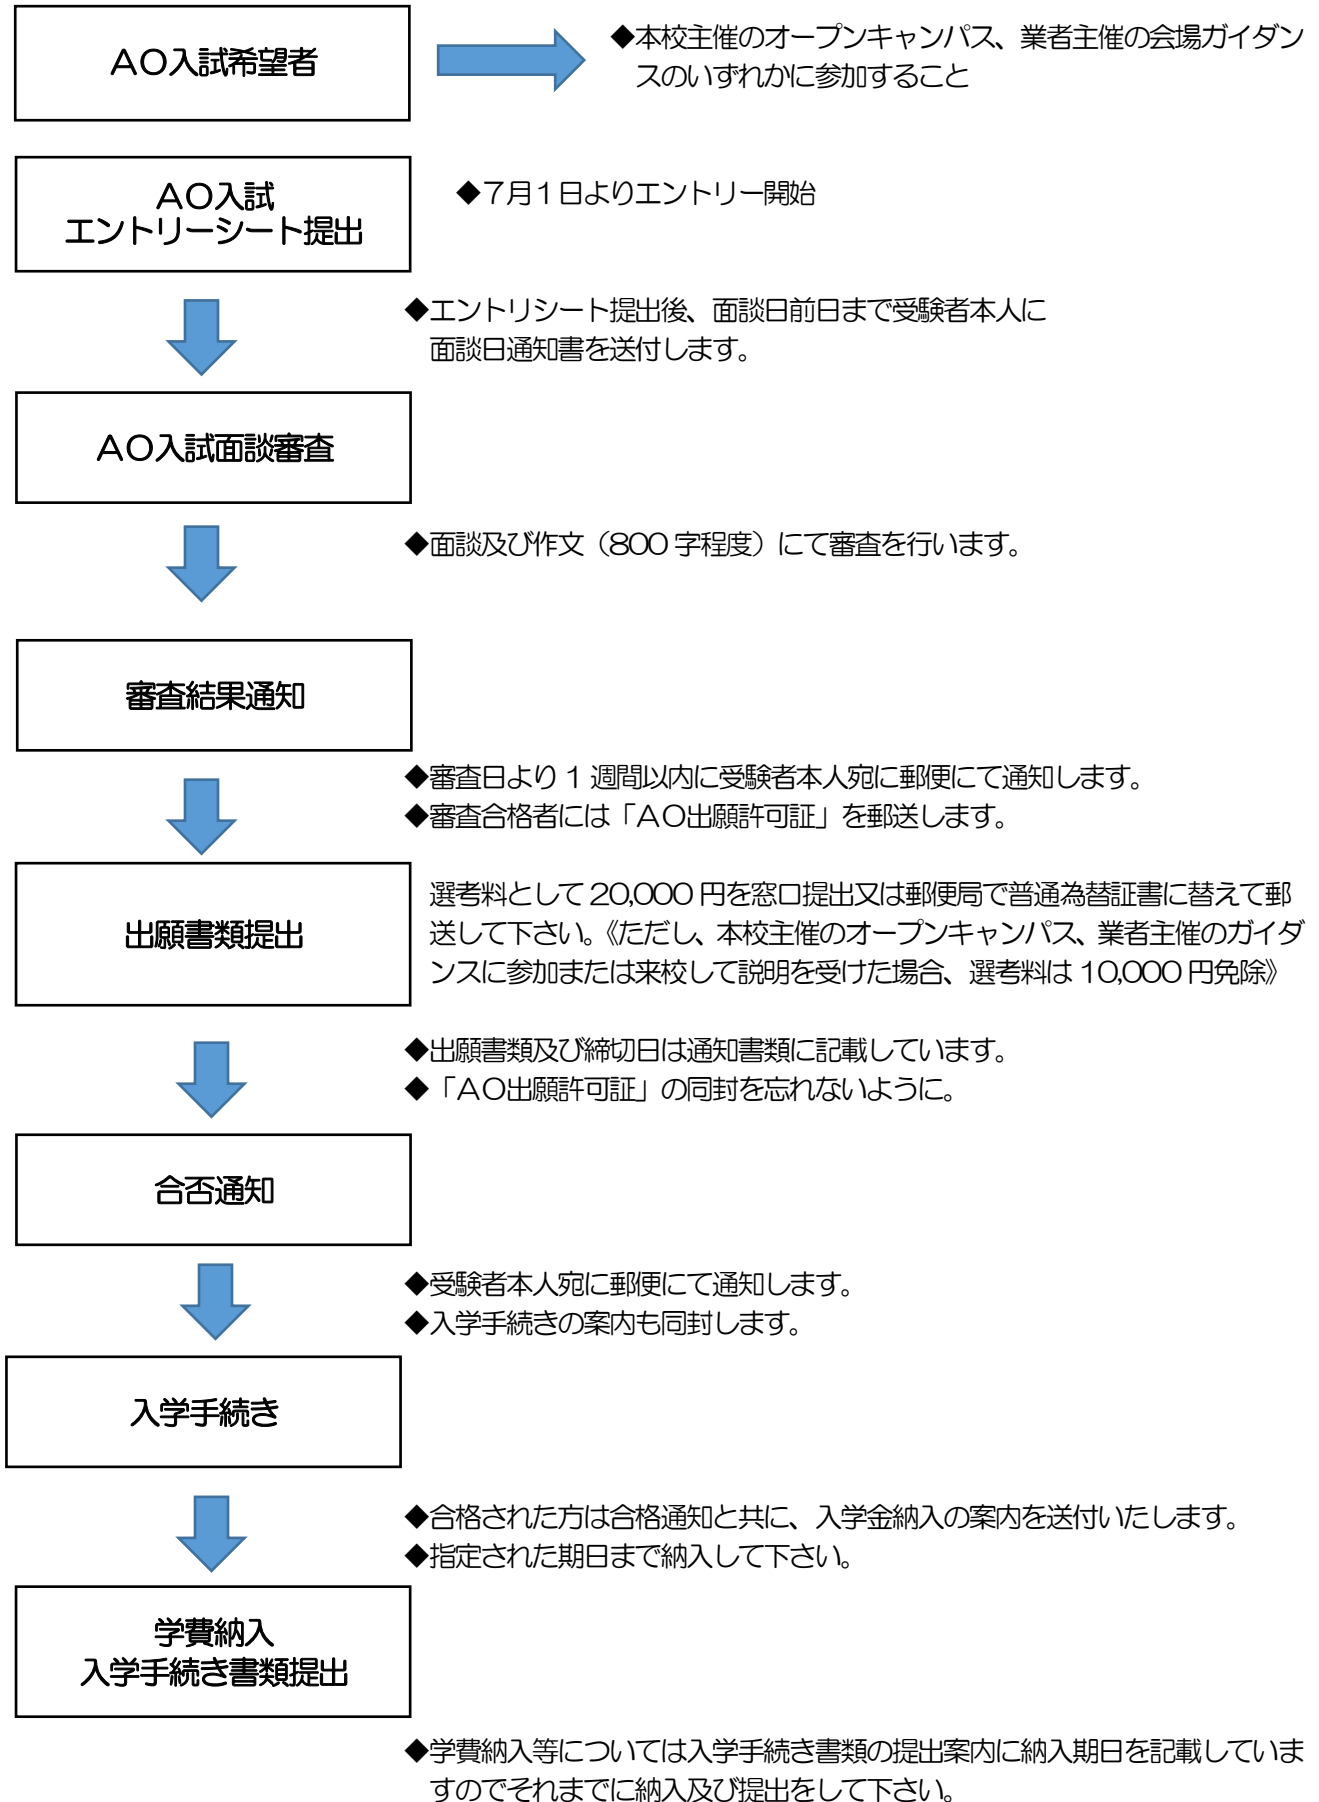 ＡＯ入試希望者
◆本校主催のオープンキャンパス、業者主催の会場ガイダン
スのいずれかに参加すること
ＡＯ入試
エントリーシート提出
◆７月１日よりエントリー開始
◆エントリシート提出後、面談日前日まで受験者本人に
面談日通知書を送付します。
ＡＯ入試面談審査
◆面談及び作文（800 字程度）にて審査を行います。
審査結果通知
◆審査日より 1 週間以内に受験者本人宛に郵便にて通知します。
◆審査合格者には「ＡＯ出願許可証」を郵送します。
出願書類提出
選考料として 20,000 円を窓口提出又は郵便局で普通為替証書に替えて郵
送して下さい。《ただし、本校主催のオープンキャンパス、業者主催のガイダ
ンスに参加または来校して説明を受けた場合、選考料は 10,000 円免除》
◆出願書類及び締切日は通知書類に記載しています。
◆「ＡＯ出願許可証」の同封を忘れないように。
合否通知
◆受験者本人宛に郵便にて通知します。
◆入学手続きの案内も同封します。
入学手続き
◆合格された方は合格通知と共に、入学金納入の案内を送付いたします。
◆指定された期日まで納入して下さい。
学費納入
入学手続き書類提出
◆学費納入等については入学手続き書類の提出案内に納入期日を記載していま
すのでそれまでに納入及び提出をして下さい。